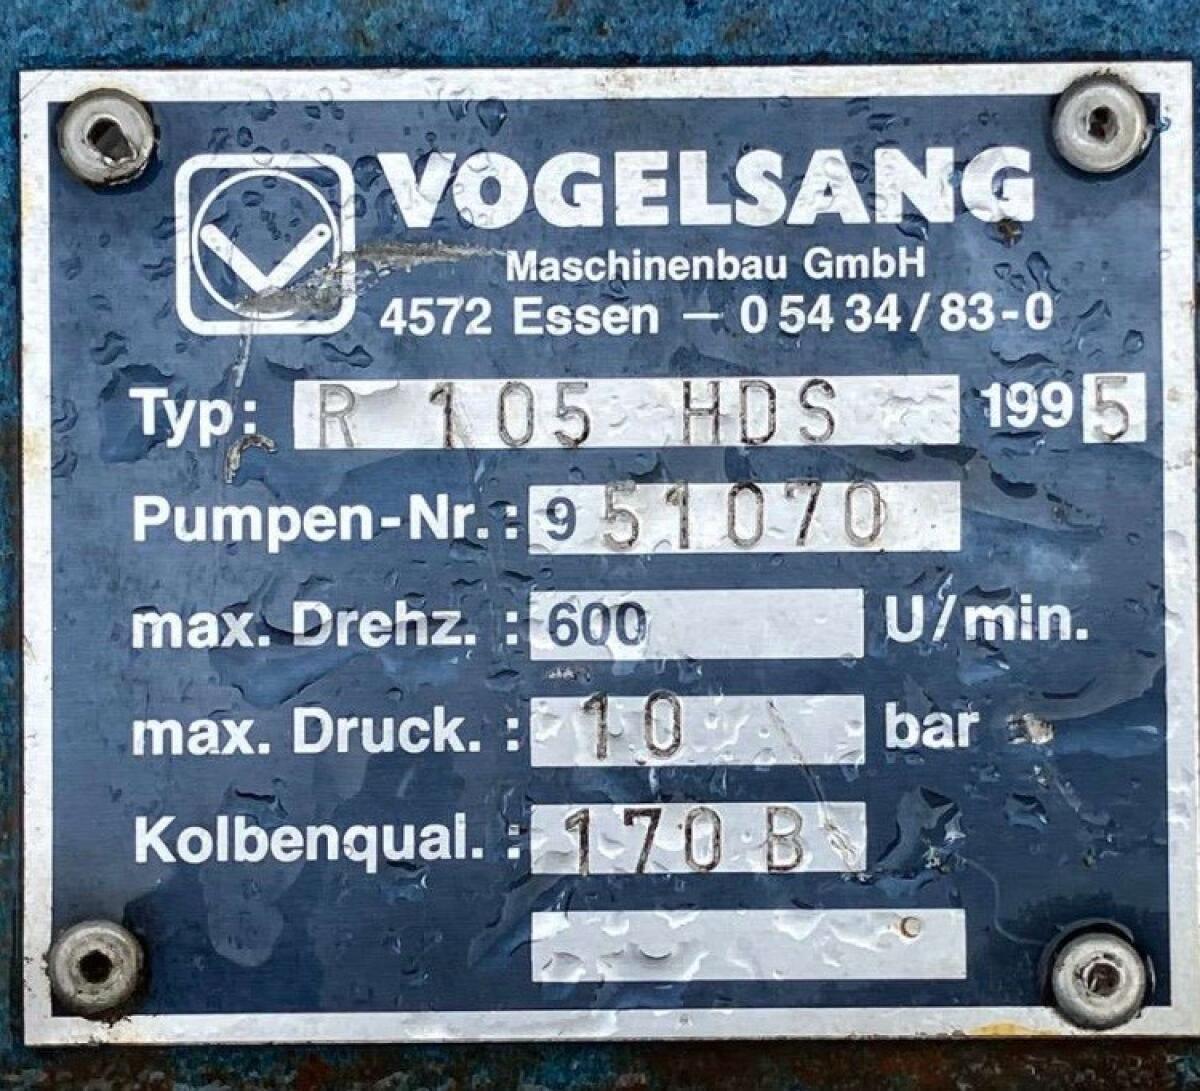 VOGELSANG
Maschinenbau GmbH
4572 Essen – 0 54 34 / 83-0
Typ: R 105 HDS 1995
Pumpen-Nr.: 951070
max. Drehz. : 600 U/min.
max. Druck. : 10 bar
Kolbenqual. : 170 B